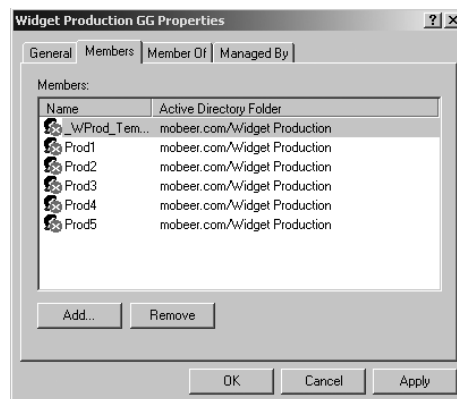 Widget Production GG Properties ? X
General Members Member Of Managed By
Members:
Name Active Directory Folder
_WProd_Tem... mobeer.com/Widget Production
Prod1 mobeer.com/Widget Production
Prod2 mobeer.com/Widget Production
Prod3 mobeer.com/Widget Production
Prod4 mobeer.com/Widget Production
Prod5 mobeer.com/Widget Production
Add... Remove
OK Cancel Apply